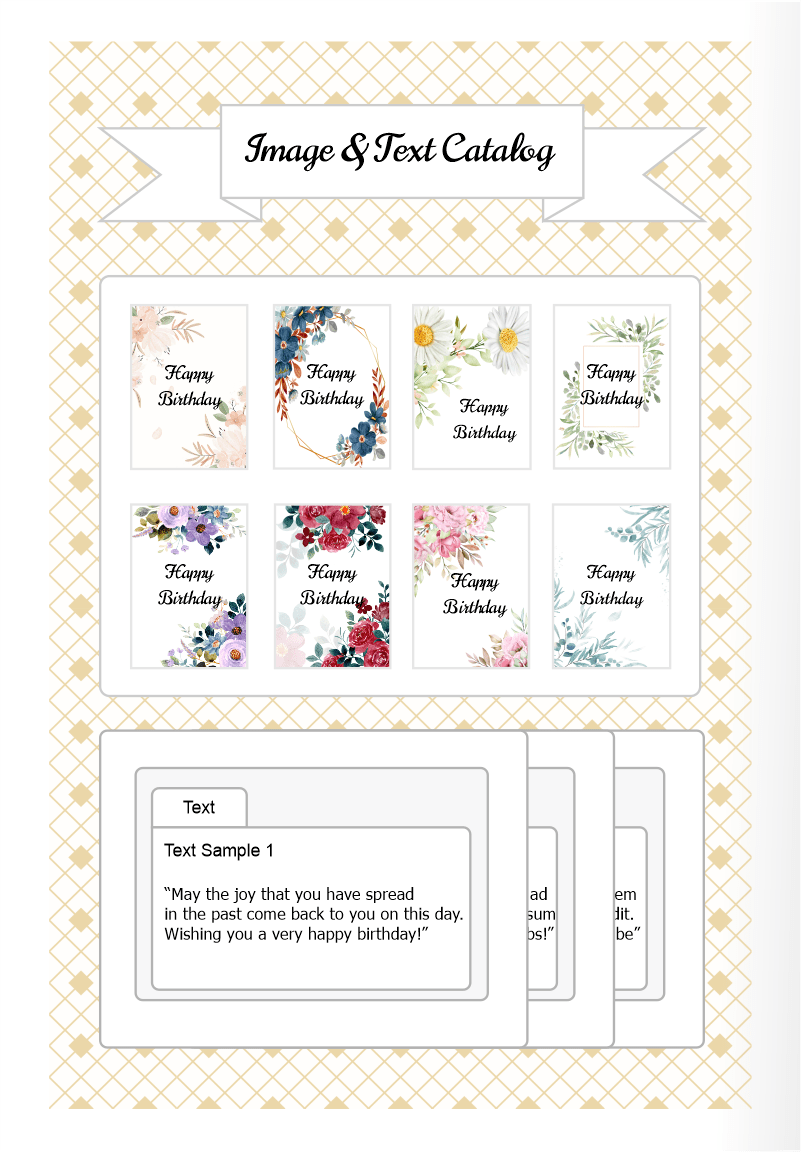 Image & Text Catalog
Happy
Birthday
Happy
Birthday
Happy
Birthday
Happy
Birthday
Happy
Birthday
Happy
Birthday
Happy
Birthday
Happy
Birthday
Text
Text Sample 1
“May the joy that you have spread
in the past come back to you on this day.
Wishing you a very happy birthday!”
ad
sum
bs!”
em
dit.
be”